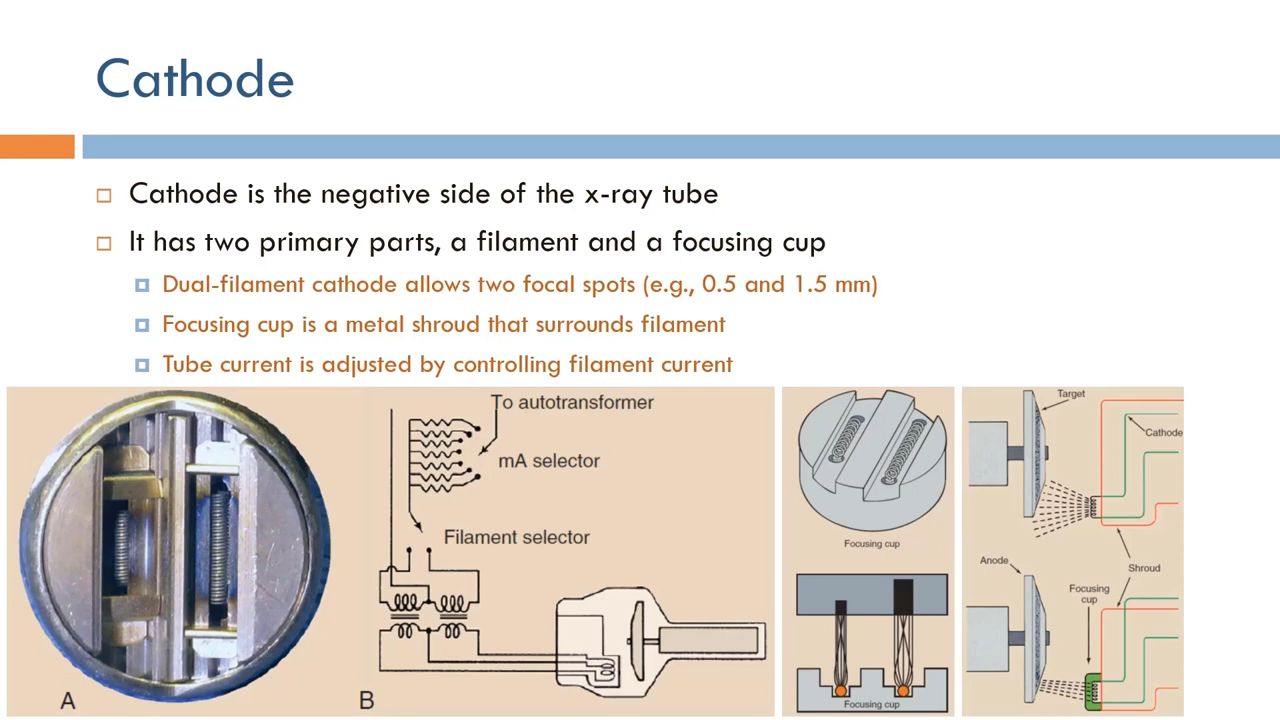 Cathode
Cathode is the negative side of the x-ray tube
It has two primary parts, a filament and a focusing cup
Dual-filament cathode allows two focal spots (e.g., 0.5 and 1.5 mm)
Focusing cup is a metal shroud that surrounds filament
Tube current is adjusted by controlling filament current
A
To autotransformer
mA selector
Filament selector
B
Focusing cup
Focusing cup
Target
Cathode
Anode
Shroud
Focusing
cup